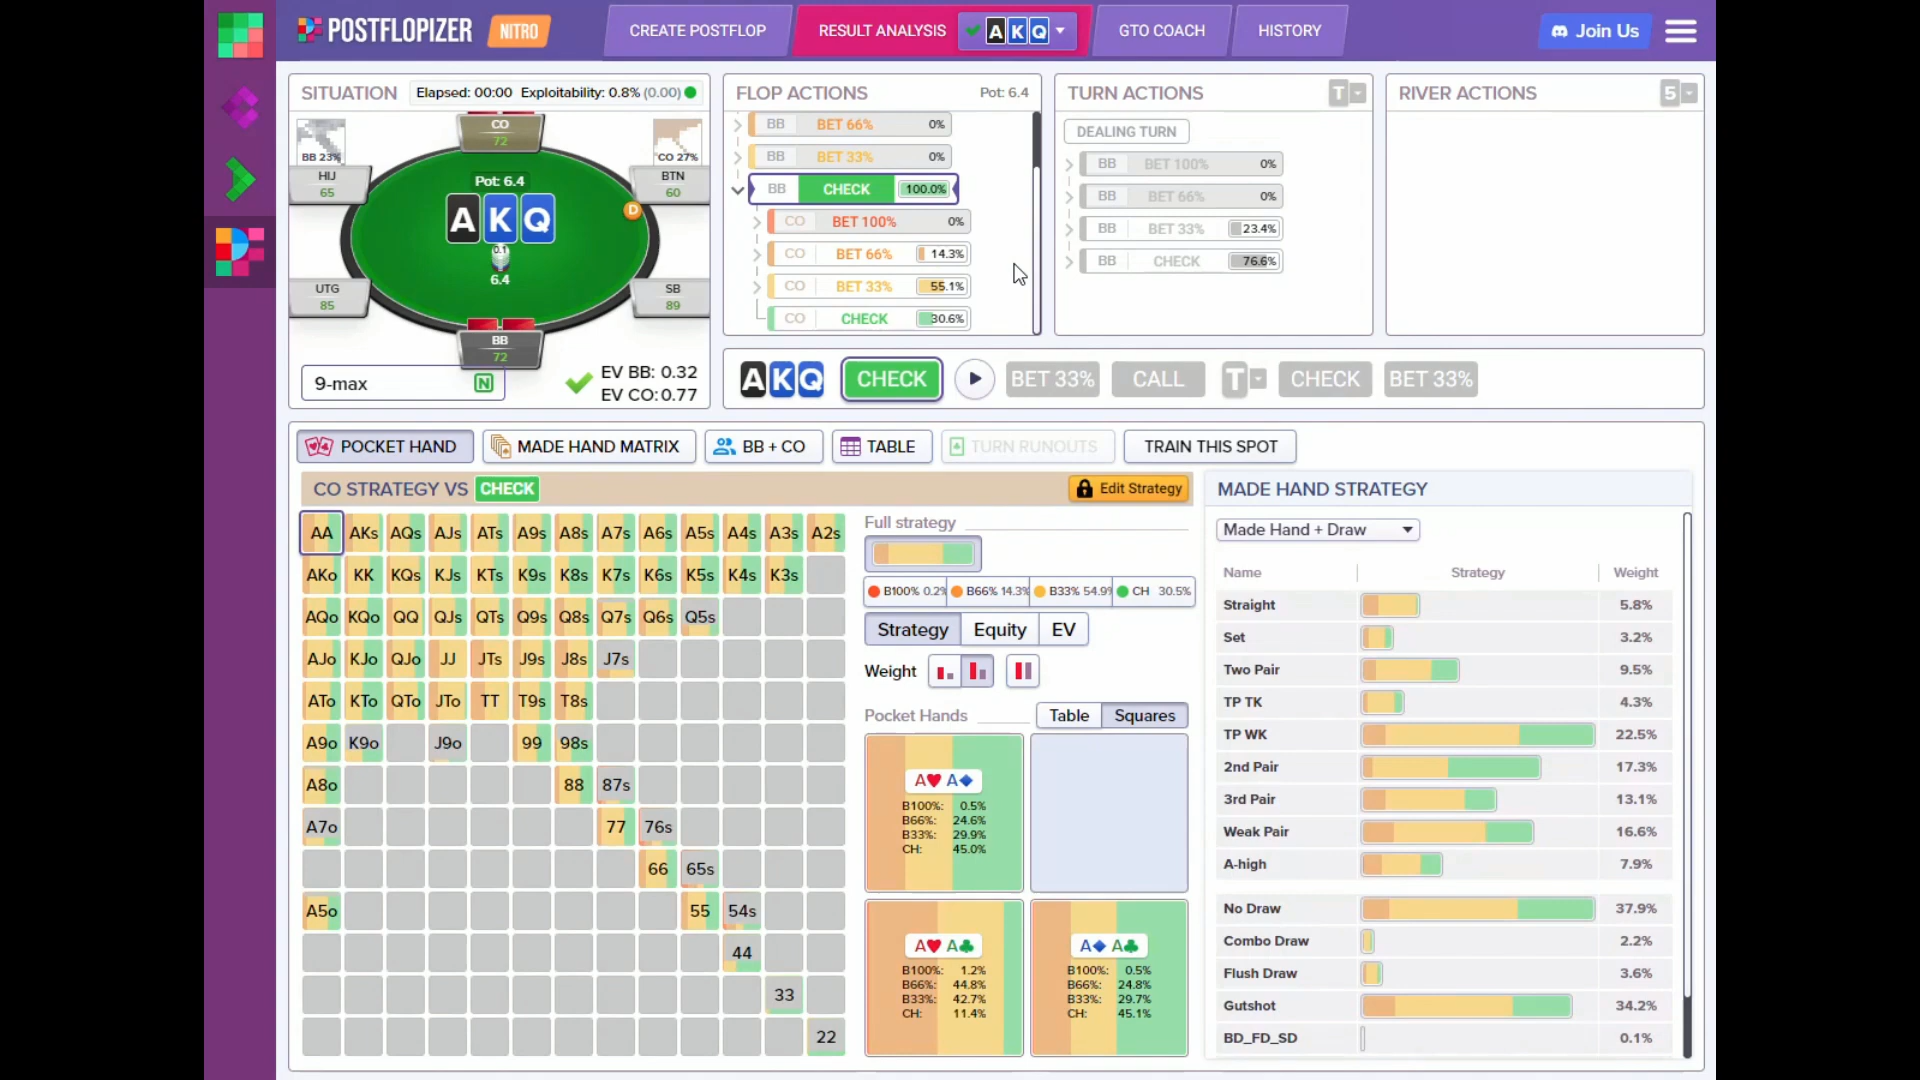 POSTFLOPIZER NITRO CREATE POSTFLOP RESULT ANALYSIS A K Q GTO COACH HISTORY Join Us
SITUATION Elapsed: 00:00 Exploitability: 0.8% (0.00)
BB 23%
CO
72
CO 27%
HIJ
65
BTN
60
Pot: 6.4
A K Q
D
0.1
6.4
UTG
85
SB
89
BB
72
9-max N
EV BB: 0.32
EV CO: 0.77
FLOP ACTIONS Pot: 6.4
BB BET 66% 0%
BB BET 33% 0%
BB CHECK 100.0%
CO BET 100% 0%
CO BET 66% 14.3%
CO BET 33% 55.1%
CO CHECK 30.6%
TURN ACTIONS T
DEALING TURN
BB BET 100% 0%
BB BET 66% 0%
BB BET 33% 23.4%
BB CHECK 76.6%
RIVER ACTIONS 5
A K Q CHECK BET 33% CALL T CHECK BET 33%
POCKET HAND MADE HAND MATRIX BB + CO TABLE TURN RUNOUTS TRAIN THIS SPOT
CO STRATEGY VS CHECK Edit Strategy
AA AKs AQs AJs ATs A9s A8s A7s A6s A5s A4s A3s A2s
AKo KK KQs KJs KTs K9s K8s K7s K6s K5s K4s K3s
AQo KQo QQ QJs QTs Q9s Q8s Q7s Q6s Q5s
AJo KJo QJo JJ JTs J9s J8s J7s
ATo KTo QTo JTo TT T9s T8s
A9o K9o J9o 99 98s
A8o 88 87s
A7o 77 76s
66 65s
A5o 55 54s
44
33
22
Full strategy
B100% 0.2% B66% 14.3% B33% 54.9% CH 30.5%
Strategy Equity EV
Weight
Pocket Hands Table Squares
A♥ A♦
B100%: 0.5%
B66%: 24.6%
B33%: 29.9%
CH: 45.0%
A♥ A♣
B100%: 1.2%
B66%: 44.8%
B33%: 42.7%
CH: 11.4%
A♦ A♣
B100%: 0.5%
B66%: 24.8%
B33%: 29.7%
CH: 45.1%
MADE HAND STRATEGY
Made Hand + Draw
Name Strategy Weight
Straight 5.8%
Set 3.2%
Two Pair 9.5%
TP TK 4.3%
TP WK 22.5%
2nd Pair 17.3%
3rd Pair 13.1%
Weak Pair 16.6%
A-high 7.9%
No Draw 37.9%
Combo Draw 2.2%
Flush Draw 3.6%
Gutshot 34.2%
BD_FD_SD 0.1%